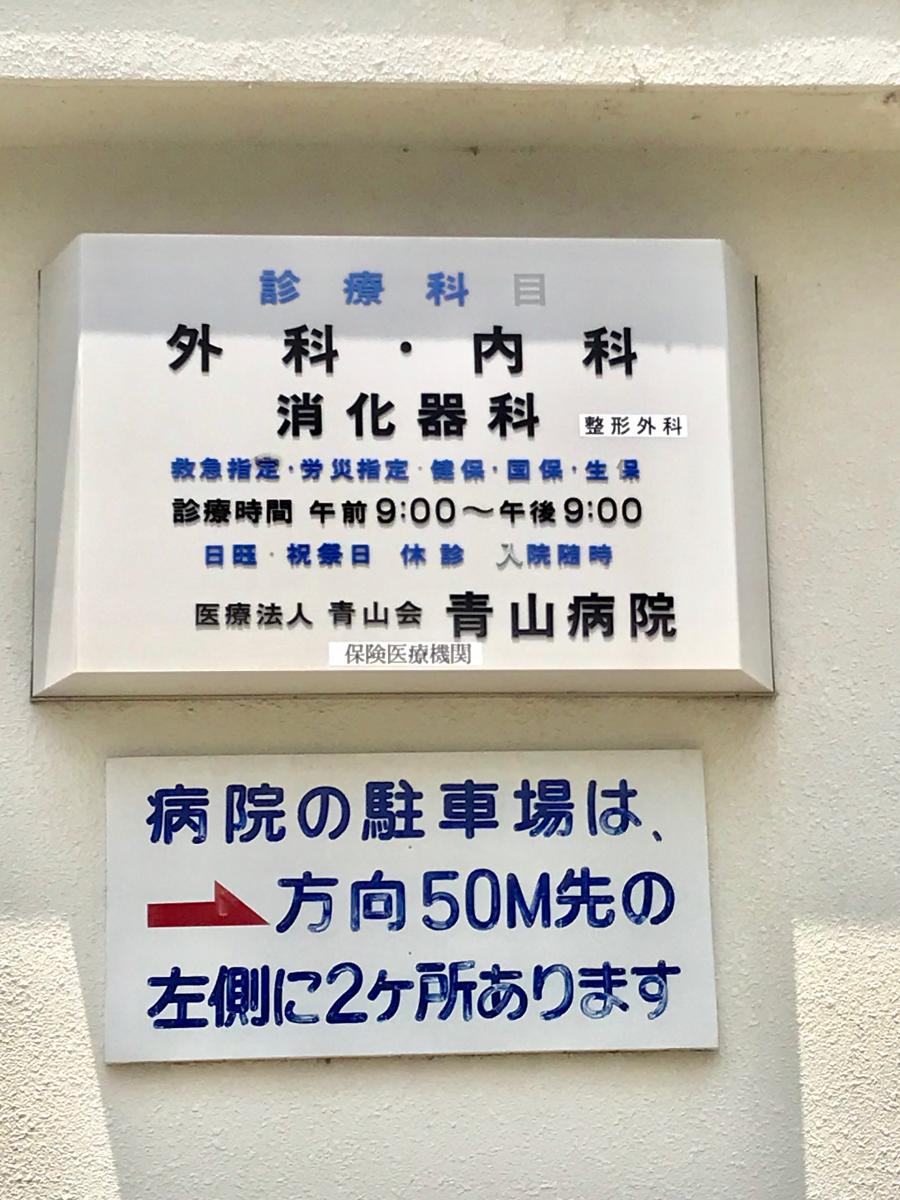 診療科目
外科・内科
消化器科 整形外科
救急指定・労災指定・健保・国保・生保
診療時間 午前9:00〜午後9:00
日旺・祝祭日 休診 入院随時
医療法人 青山会 青山病院
保険医療機関
病院の駐車場は、
➡方向50M先の
左側に2ヶ所あります